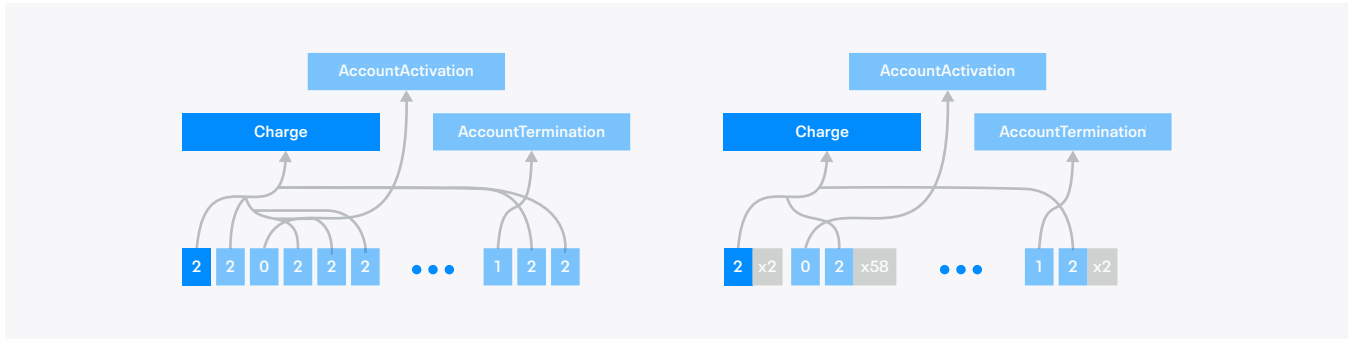 AccountActivation
Charge
AccountTermination
2 2 0 2 2 2 1 2 2
AccountActivation
Charge
AccountTermination
2 x2 0 2 x58 1 2 x2